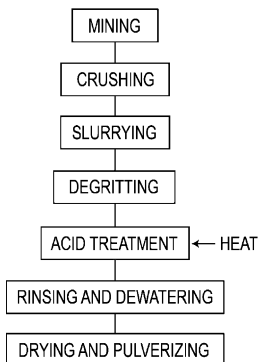 MINING
CRUSHING
SLURRYING
DEGRITTING
ACID TREATMENT
HEAT
RINSING AND DEWATERING
DRYING AND PULVERIZING